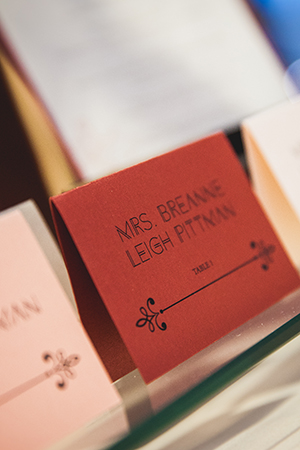 MRS. BREANNE
LEIGH PITTMAN
TABLE 1